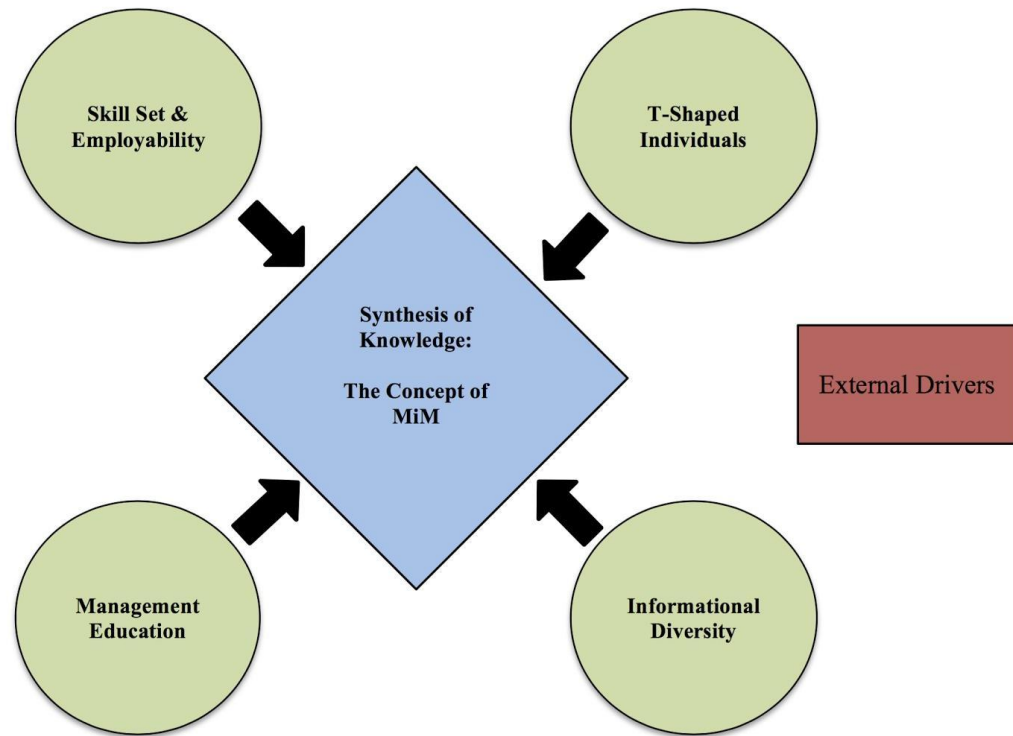 Skill Set &
Employability
T-Shaped
Individuals
Synthesis of
Knowledge:
The Concept of
MiM
External Drivers
Management
Education
Informational
Diversity